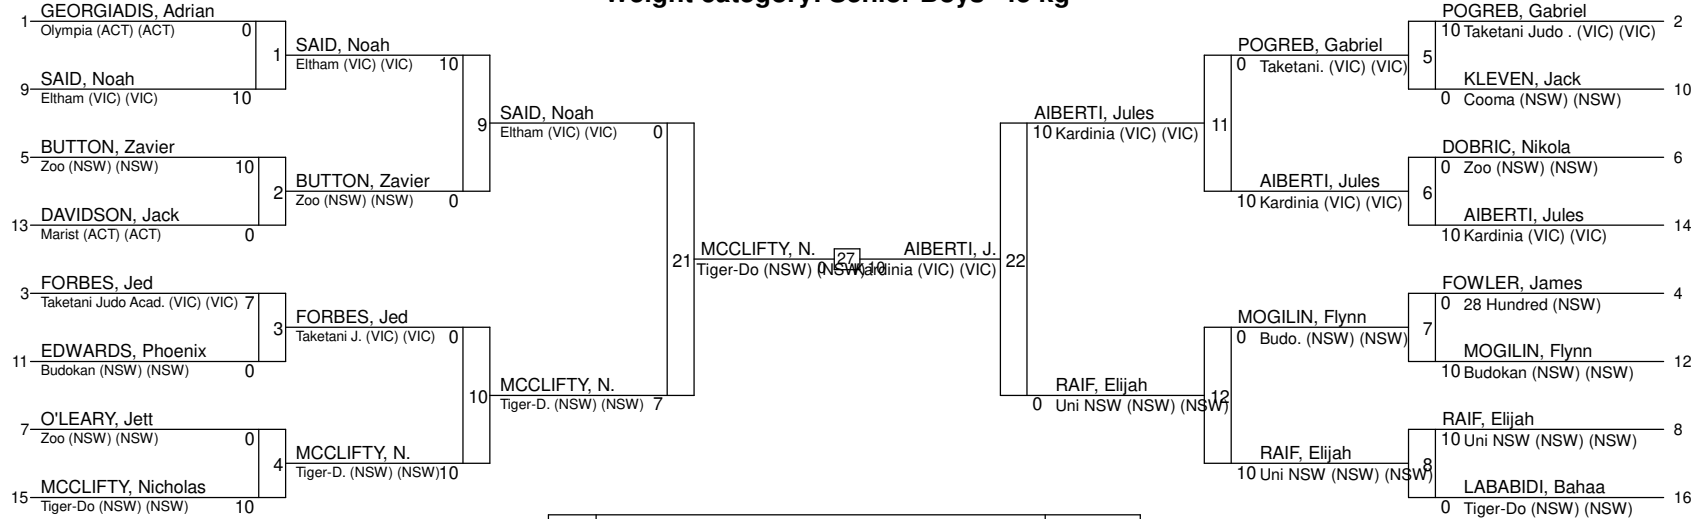 Weight category: Senior Boys -45 kg
1 GEORGIADIS, Adrian
Olympia (ACT) (ACT) 0
1
9 SAID, Noah
Eltham (VIC) (VIC) 10
5 BUTTON, Zavier
Zoo (NSW) (NSW) 10
2
13 DAVIDSON, Jack
Marist (ACT) (ACT) 0
3 FORBES, Jed
Taketani Judo Acad. (VIC) (VIC) 7
3
11 EDWARDS, Phoenix
Budokan (NSW) (NSW) 0
7 O'LEARY, Jett
Zoo (NSW) (NSW) 0
4
15 MCCLIFTY, Nicholas
Tiger-Do (NSW) (NSW) 10
SAID, Noah
Eltham (VIC) (VIC) 10
9
BUTTON, Zavier
Zoo (NSW) (NSW) 0
FORBES, Jed
Taketani J. (VIC) (VIC) 0
10
MCCLIFTY, N.
Tiger-D. (NSW) (NSW) 10
SAID, Noah
Eltham (VIC) (VIC) 0
21
MCCLIFTY, N.
Tiger-D. (NSW) (NSW) 7
MCCLIFTY, N.
Tiger-Do (NSW) (NSW) 0
27
AIBERTI, J.
10 Kardinia (VIC) (VIC)
22
AIBERTI, Jules
10 Kardinia (VIC) (VIC)
RAIF, Elijah
0 Uni NSW (NSW) (NSW)
11
POGREB, Gabriel
0 Taketani. (VIC) (VIC)
AIBERTI, Jules
10 Kardinia (VIC) (VIC)
12
MOGILIN, Flynn
0 Budo. (NSW) (NSW)
RAIF, Elijah
10 Uni NSW (NSW) (NSW)
5
POGREB, Gabriel 2
10 Taketani Judo . (VIC) (VIC)
KLEVEN, Jack 10
0 Cooma (NSW) (NSW)
6
DOBRIC, Nikola 6
0 Zoo (NSW) (NSW)
AIBERTI, Jules 14
10 Kardinia (VIC) (VIC)
7
FOWLER, James 4
0 28 Hundred (NSW)
MOGILIN, Flynn 12
10 Budokan (NSW) (NSW)
8
RAIF, Elijah 8
10 Uni NSW (NSW) (NSW)
LABABIDI, Bahaa 16
0 Tiger-Do (NSW) (NSW)